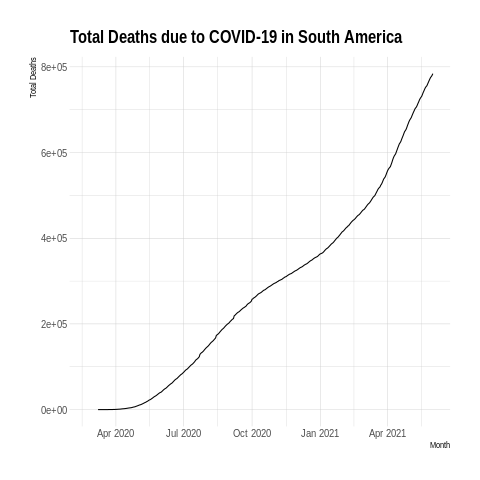 Total Deaths due to COVID-19 in South America
Total Deaths
8e+05
6e+05
4e+05
2e+05
0e+00
Apr 2020 Jul 2020 Oct 2020 Jan 2021 Apr 2021
Month